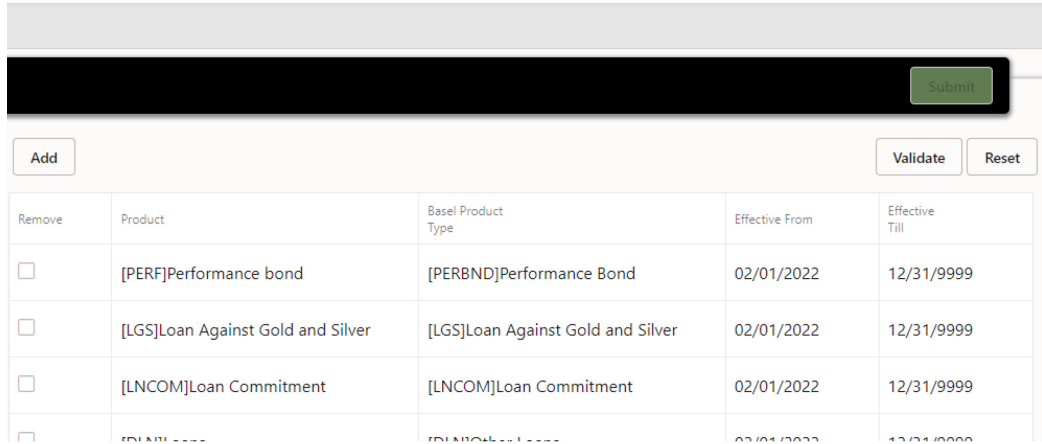 Submit
Add Validate Reset
Remove Product Basel Product Type Effective From Effective Till
[PERF]Performance bond [PERBND]Performance Bond 02/01/2022 12/31/9999
[LGS]Loan Against Gold and Silver [LGS]Loan Against Gold and Silver 02/01/2022 12/31/9999
[LNCOM]Loan Commitment [LNCOM]Loan Commitment 02/01/2022 12/31/9999